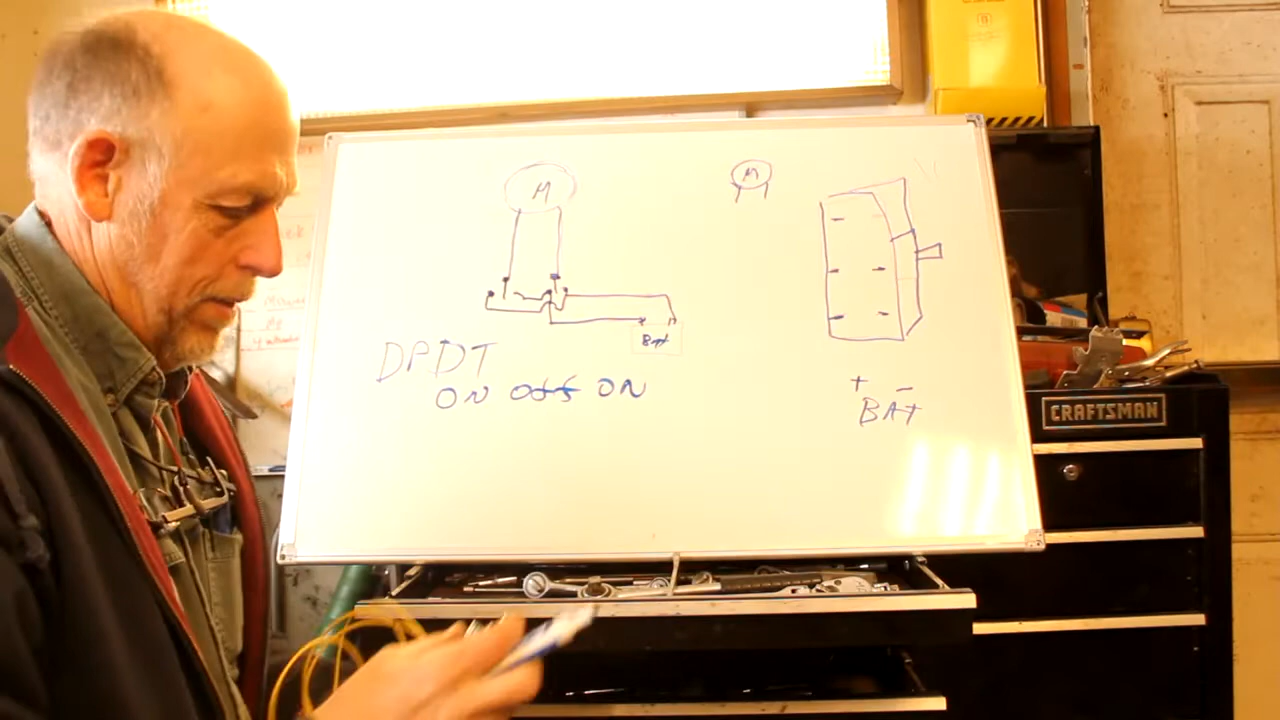 M
M
Bat
DPDT
ON OFF ON
+ -
BAT
CRAFTSMAN